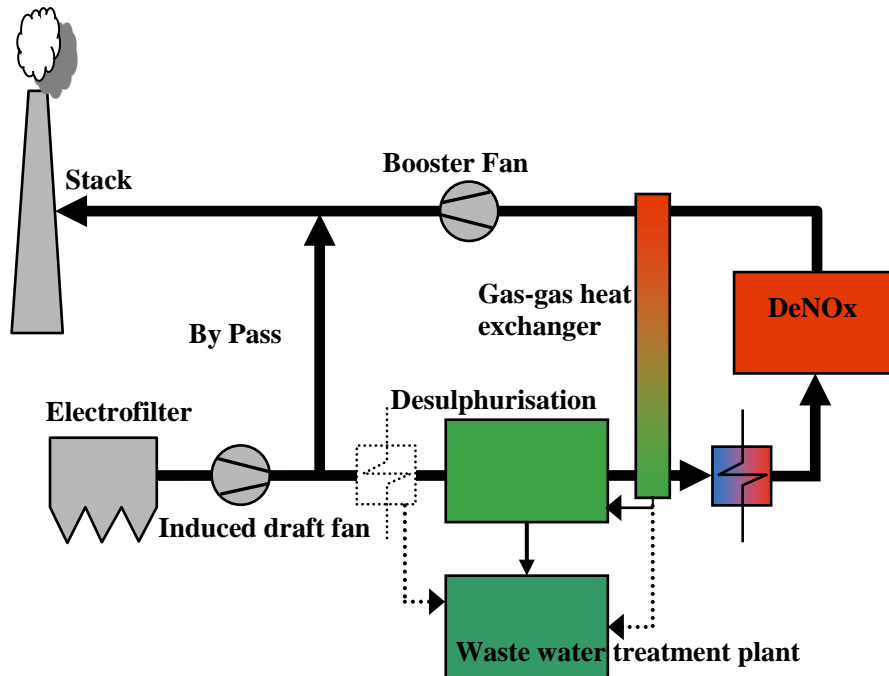 Booster Fan
Stack
Gas-gas heat
exchanger
DeNOx
By Pass
Electrofilter
Desulphurisation
Induced draft fan
Waste water treatment plant